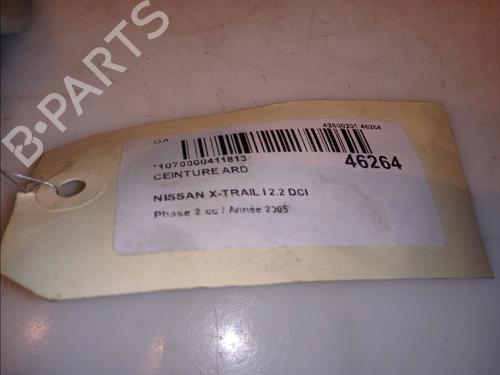 B-PARTS
GA
42600201 46264
*1070000411813
46264
CEINTURE ARD
NISSAN X-TRAIL I 2.2 DCI
Phase 2 cc / Année 2005